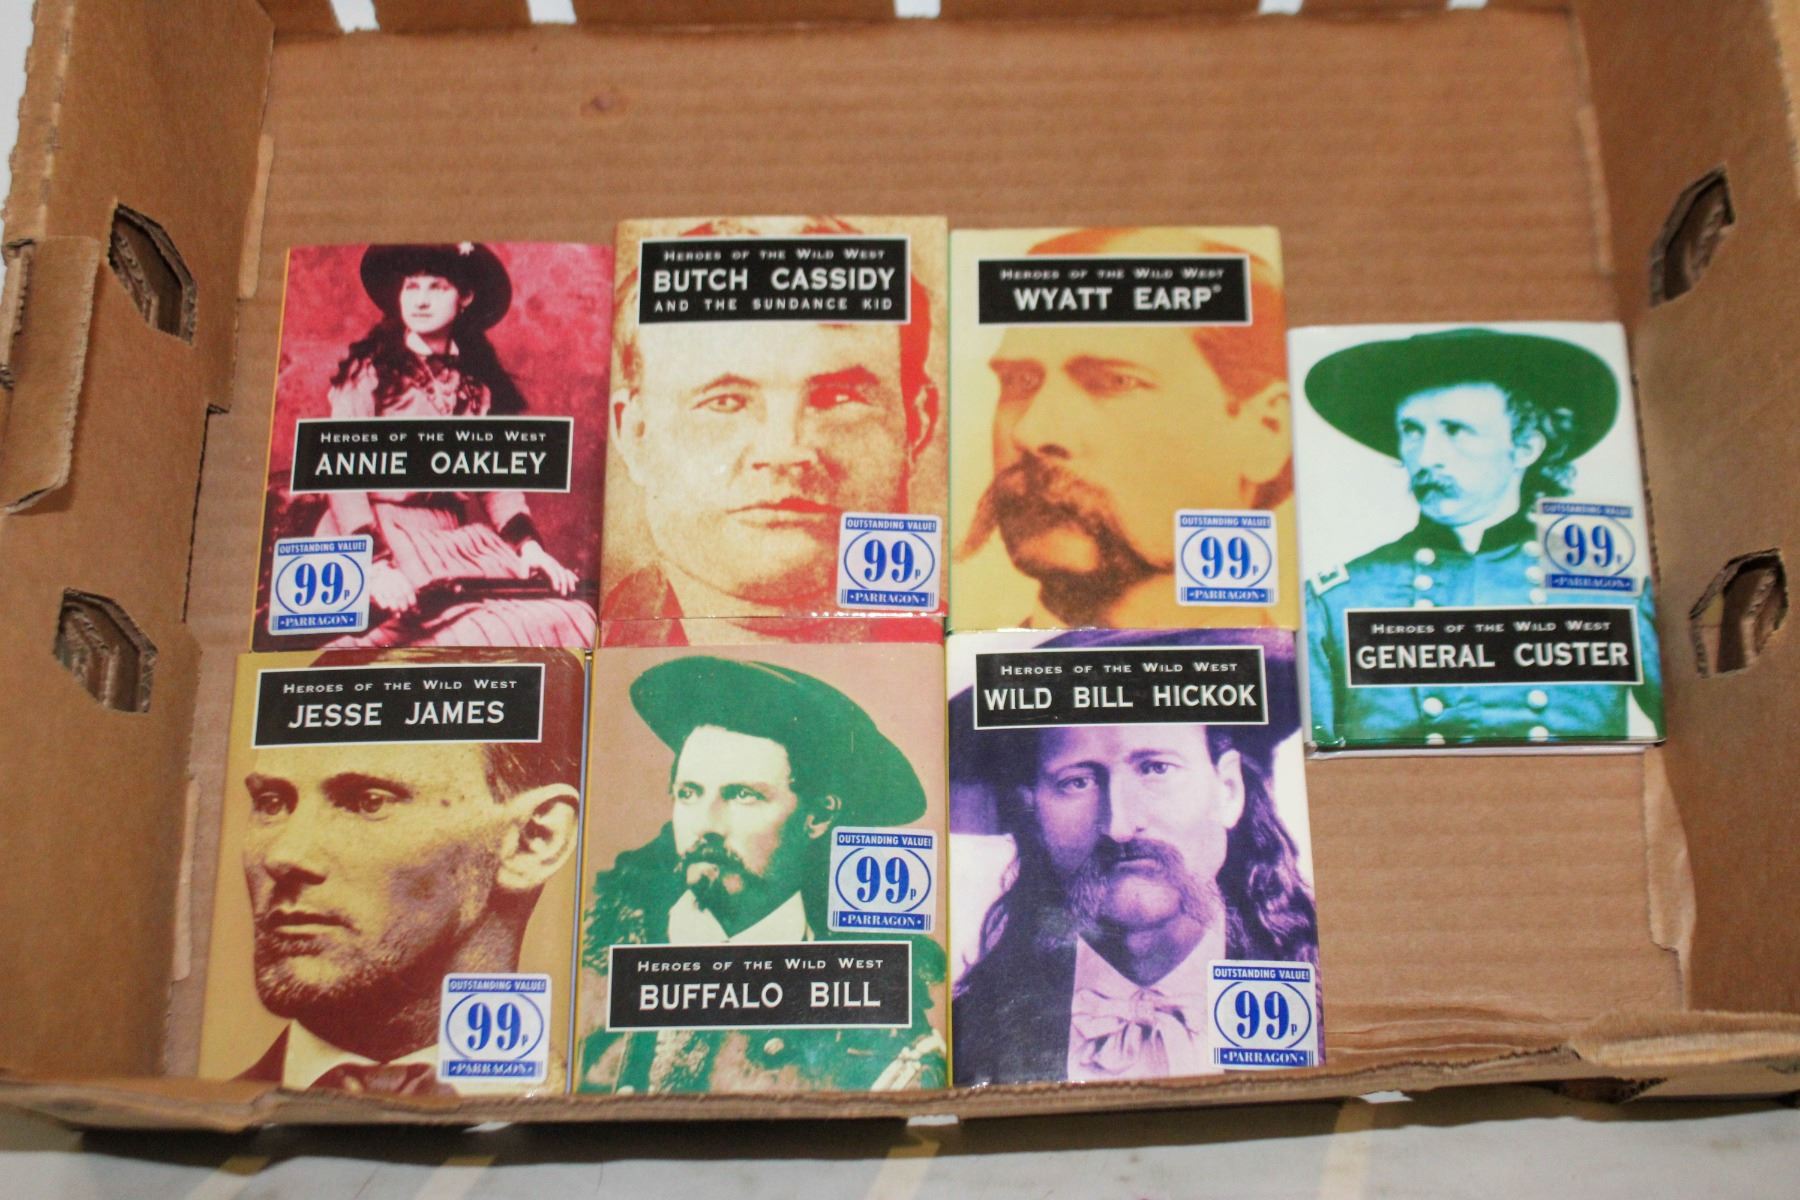 HEROES OF THE WILD WEST
ANNIE OAKLEY
OUTSTANDING VALUE!
99p
•PARRAGON•
HEROES OF THE WILD WEST
BUTCH CASSIDY
AND THE SUNDANCE KID
OUTSTANDING VALUE!
99p
•PARRAGON•
HEROES OF THE WILD WEST
WYATT EARP®
OUTSTANDING VALUE!
99p
•PARRAGON•
OUTSTANDING VALUE!
99p
•PARRAGON•
HEROES OF THE WILD WEST
GENERAL CUSTER
HEROES OF THE WILD WEST
JESSE JAMES
OUTSTANDING VALUE!
99p
•PARRAGON•
OUTSTANDING VALUE!
99p
•PARRAGON•
HEROES OF THE WILD WEST
BUFFALO BILL
HEROES OF THE WILD WEST
WILD BILL HICKOK
OUTSTANDING VALUE!
99p
•PARRAGON•